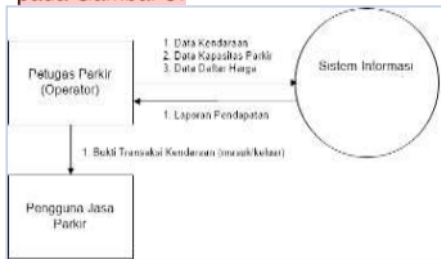 pada Gambar 3.
Petugas Parkir
(Operator)
1. Data Kendaraan
2. Data Kapasitas Parkir
3. Data Daftar Harga
Sistem Informasi
1. Laporan Pendapatan
1. Bukti Transaksi Kendaraan (masuk/keluar)
Pengguna Jasa
Parkir